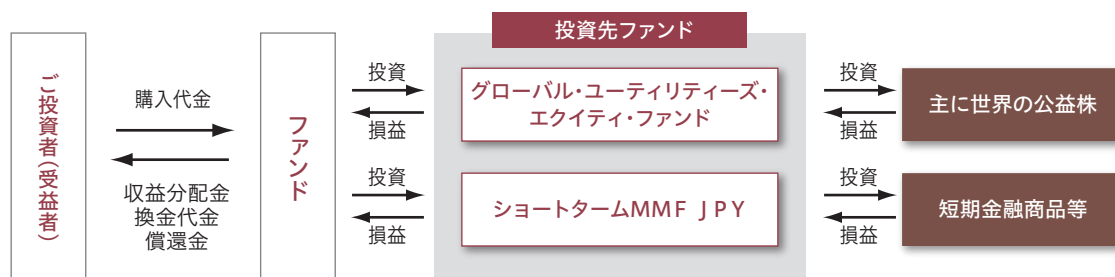 ご投資者(受益者)
購入代金
収益分配金
換金代金
償還金
ファンド
投資
損益
投資
損益
投資先ファンド
グローバル・ユーティリティーズ・
エクイティ・ファンド
ショートタームMMF JPY
投資
損益
投資
損益
主に世界の公益株
短期金融商品等